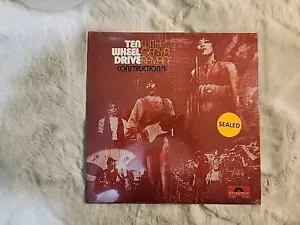 TEN
WHEEL
DRIVE
WITH
GENYA
RAVAN
CONSTRUCTION #1
SEALED